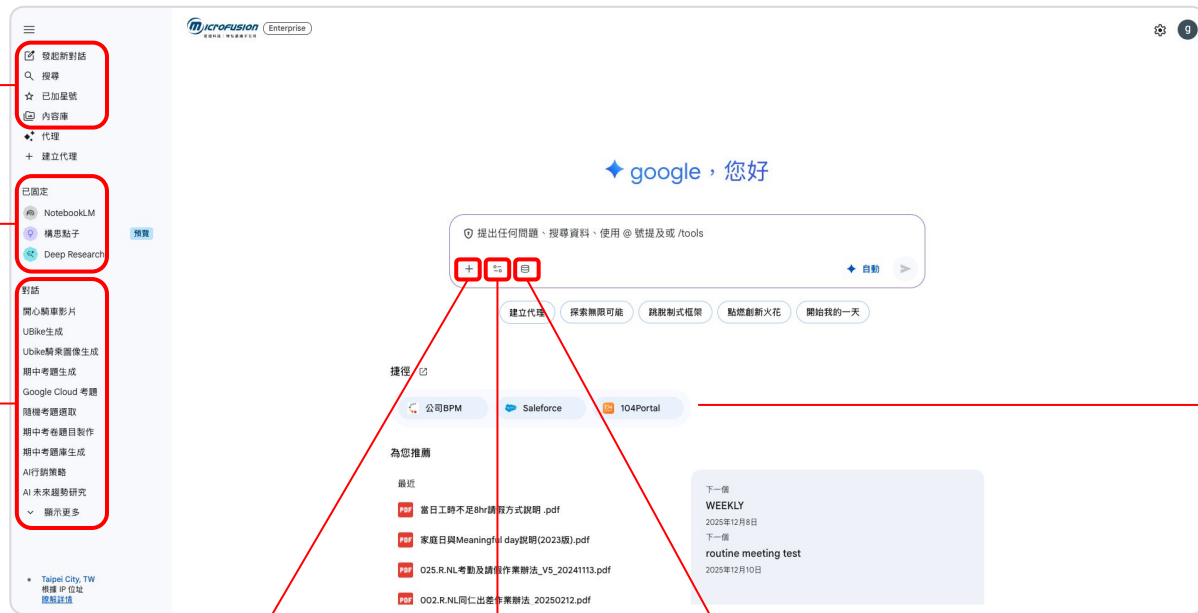 MICROFUSION Enterprise
發起新對話
搜尋
已加星號
內容庫
代理
建立代理
已固定
NotebookLM
構思點子 預覽
Deep Research
對話
開心騎車影片
UBike生成
Ubike騎乘圖像生成
期中考題生成
Google Cloud 考題
隨機考題選取
期中考卷題目製作
期中考題庫生成
AI行銷策略
AI 未來趨勢研究
顯示更多
Taipei City, TW
根據 IP 位址
瞭解詳情
g
google，您好
提出任何問題、搜尋資料、使用 @ 號提及或 /tools
自動
建立代理 探索無限可能 跳脫制式框架 點燃創新火花 開始我的一天
捷徑
公司BPM Saleforce 104Portal
為您推薦
最近
PDF 當日工時不足8hr請假方式說明 .pdf
PDF 家庭日與Meaningful day說明(2023版).pdf
PDF 025.R.NL考勤及請假作業辦法_V5_20241113.pdf
PDF 002.R.NL同仁出差作業辦法_20250212.pdf
下一個
WEEKLY
2025年12月8日
下一個
routine meeting test
2025年12月10日